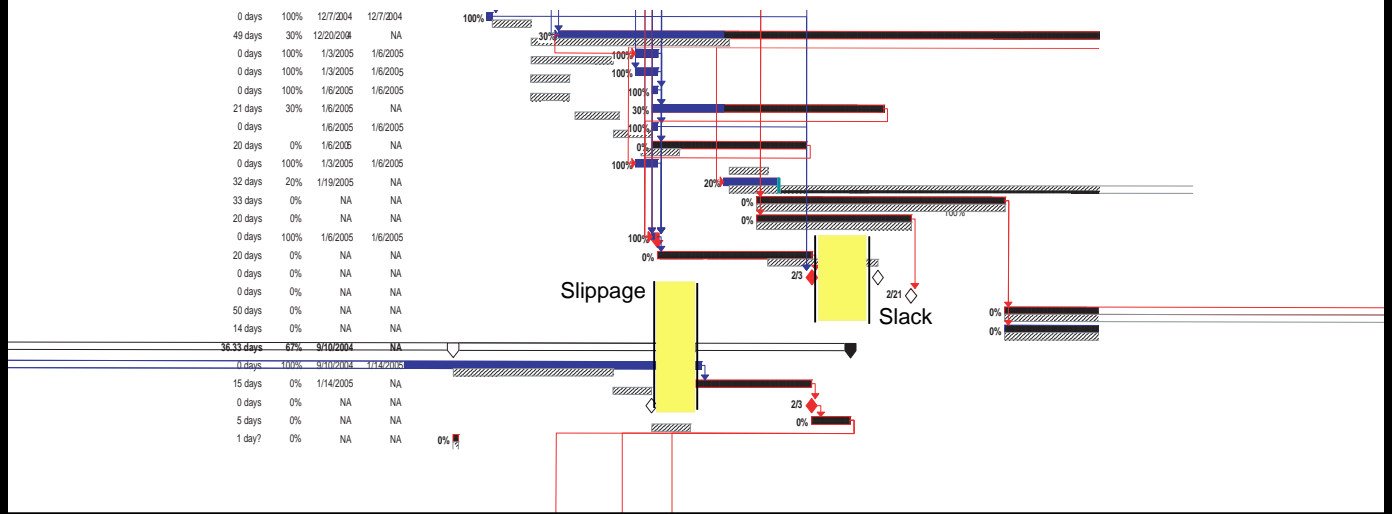 0 days 100% 12/7/2004 12/7/2004 100%
49 days 30% 12/20/2004 NA 30%
0 days 100% 1/3/2005 1/6/2005 100%
0 days 100% 1/3/2005 1/6/2005 100%
0 days 100% 1/6/2005 1/6/2005 100%
21 days 30% 1/6/2005 NA 30%
0 days 1/6/2005 1/6/2005 100%
20 days 0% 1/6/2005 NA 0%
0 days 100% 1/3/2005 1/6/2005 100%
32 days 20% 1/19/2005 NA 20%
33 days 0% NA NA 0%
100%
20 days 0% NA NA 0%
0 days 100% 1/6/2005 1/6/2005 100%
20 days 0% NA NA 0%
0 days 0% NA NA 2/3
0 days 0% NA NA 2/21
Slippage
Slack
50 days 0% NA NA 0%
14 days 0% NA NA 0%
36.33 days 67% 9/10/2004 NA
0 days 100% 9/10/2004 1/14/2005
15 days 0% 1/14/2005 NA
0 days 0% NA NA 2/3
5 days 0% NA NA 0%
1 day? 0% NA NA 0%